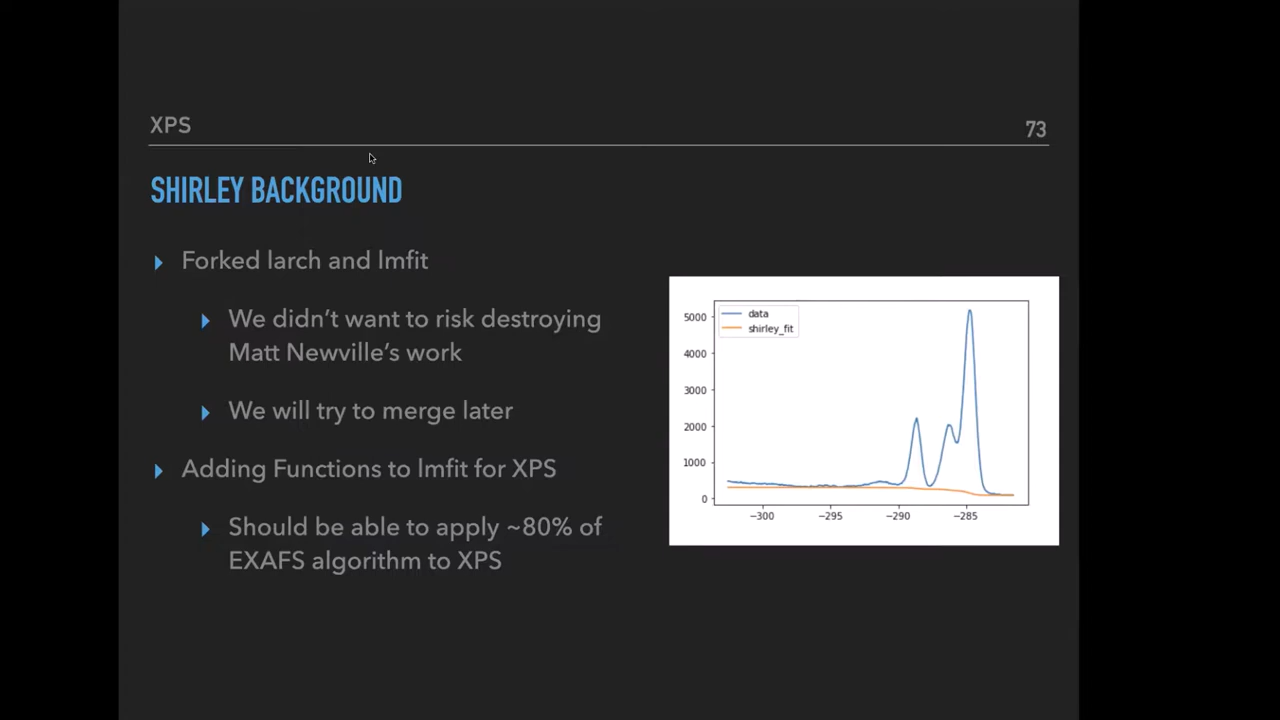 XPS
73
SHIRLEY BACKGROUND
Forked larch and lmfit
We didn’t want to risk destroying
Matt Newville’s work
We will try to merge later
Adding Functions to lmfit for XPS
Should be able to apply ~80% of
EXAFS algorithm to XPS
data
shirley_fit
5000
4000
3000
2000
1000
0
−300 −295 −290 −285